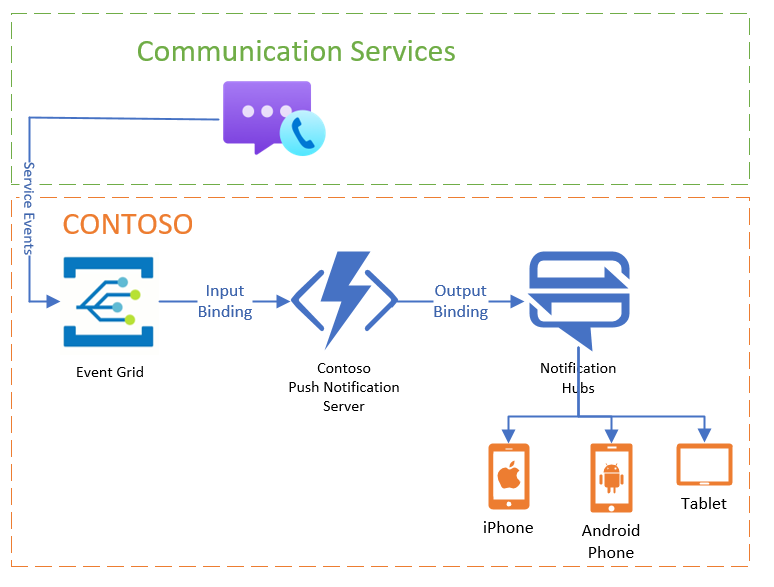 Communication Services
Service Events
CONTOSO
Input
Binding
Output
Binding
Event Grid
Contoso
Push Notification
Server
Notification
Hubs
iPhone
Android
Phone
Tablet